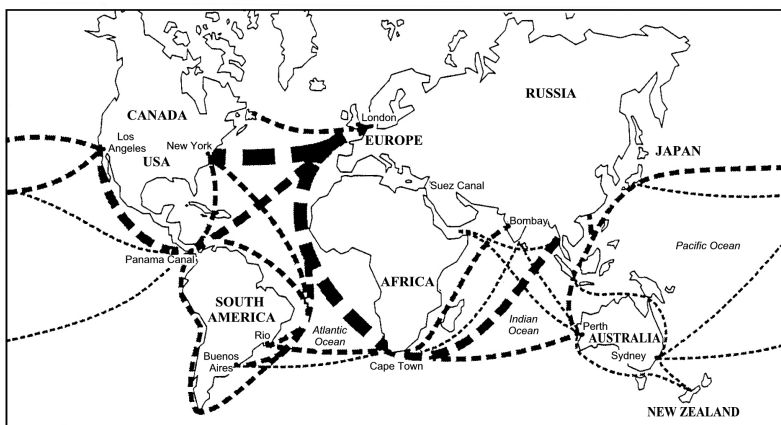 RUSSIA
CANADA
London
Los
Angeles
New York
EUROPE
JAPAN
USA
Suez Canal
Bombay
Pacific Ocean
Panama Canal
AFRICA
SOUTH
AMERICA
Atlantic
Ocean
Indian
Ocean
Rio
Perth
AUSTRALIA
Buenos
Aires
Cape Town
Sydney
NEW ZEALAND